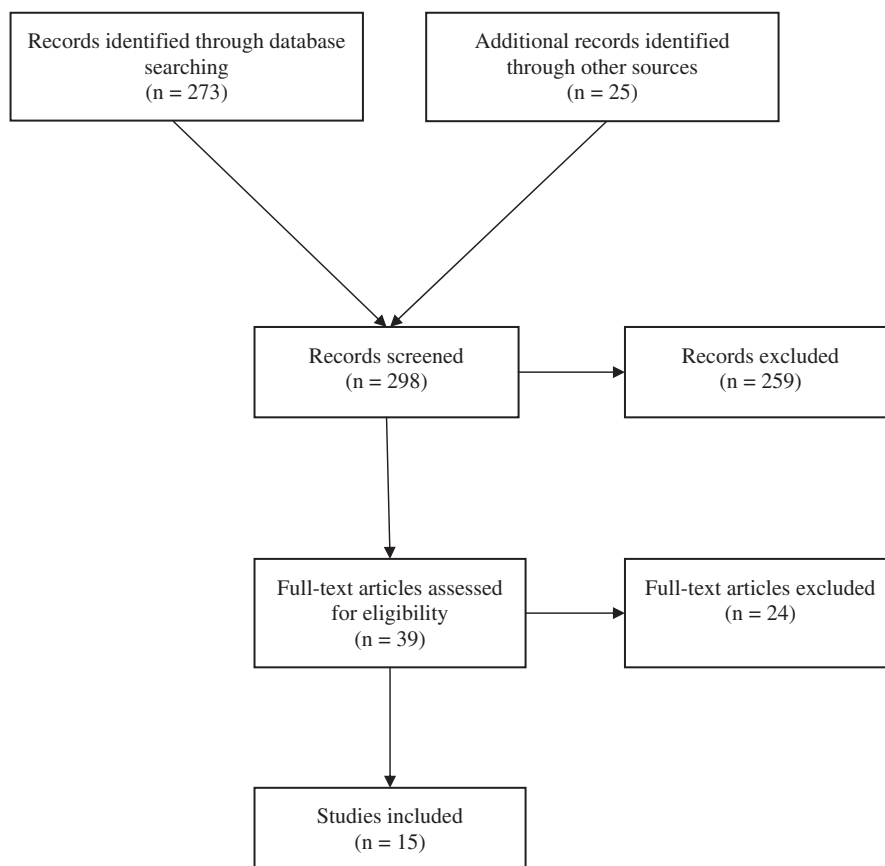 Records identified through database
searching
(n = 273)
Additional records identified
through other sources
(n = 25)
Records screened
(n = 298)
Records excluded
(n = 259)
Full-text articles assessed
for eligibility
(n = 39)
Full-text articles excluded
(n = 24)
Studies included
(n = 15)